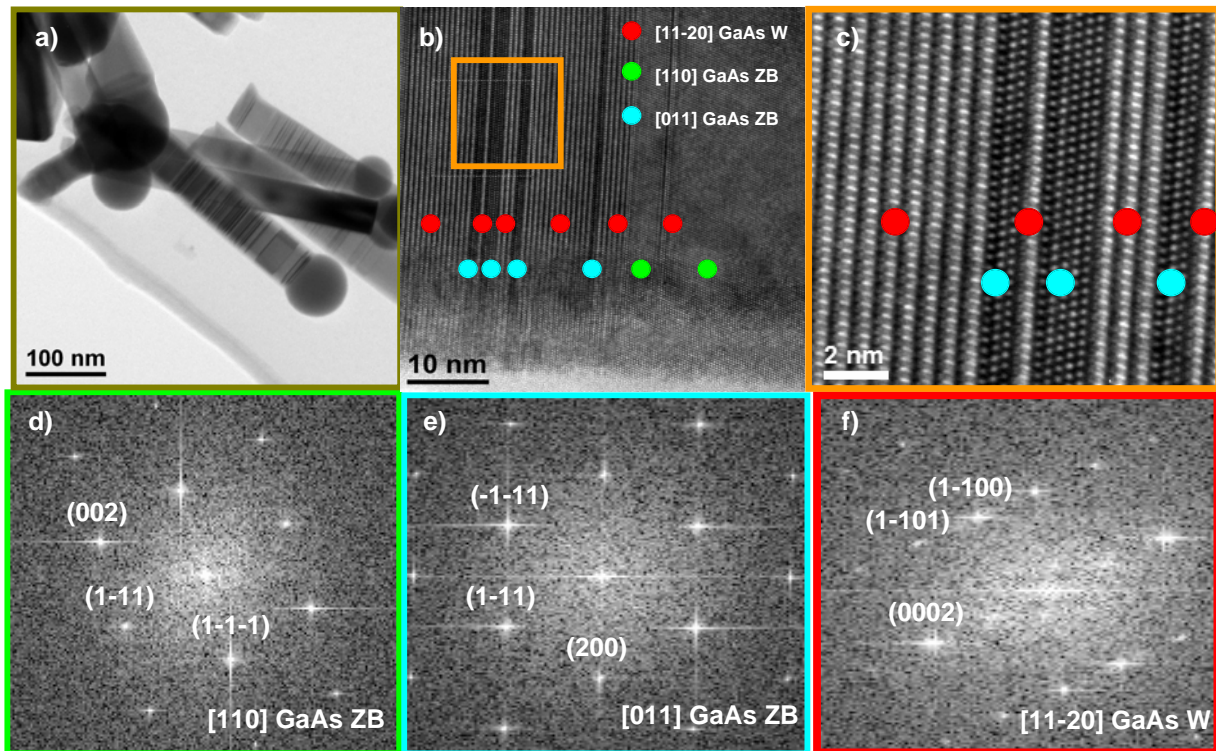 a)
100 nm
b)
[11-20] GaAs W
[110] GaAs ZB
[011] GaAs ZB
10 nm
c)
2 nm
d)
(002)
(1-11)
(1-1-1)
[110] GaAs ZB
e)
(-1-11)
(1-11)
(200)
[011] GaAs ZB
f)
(1-100)
(1-101)
(0002)
[11-20] GaAs W